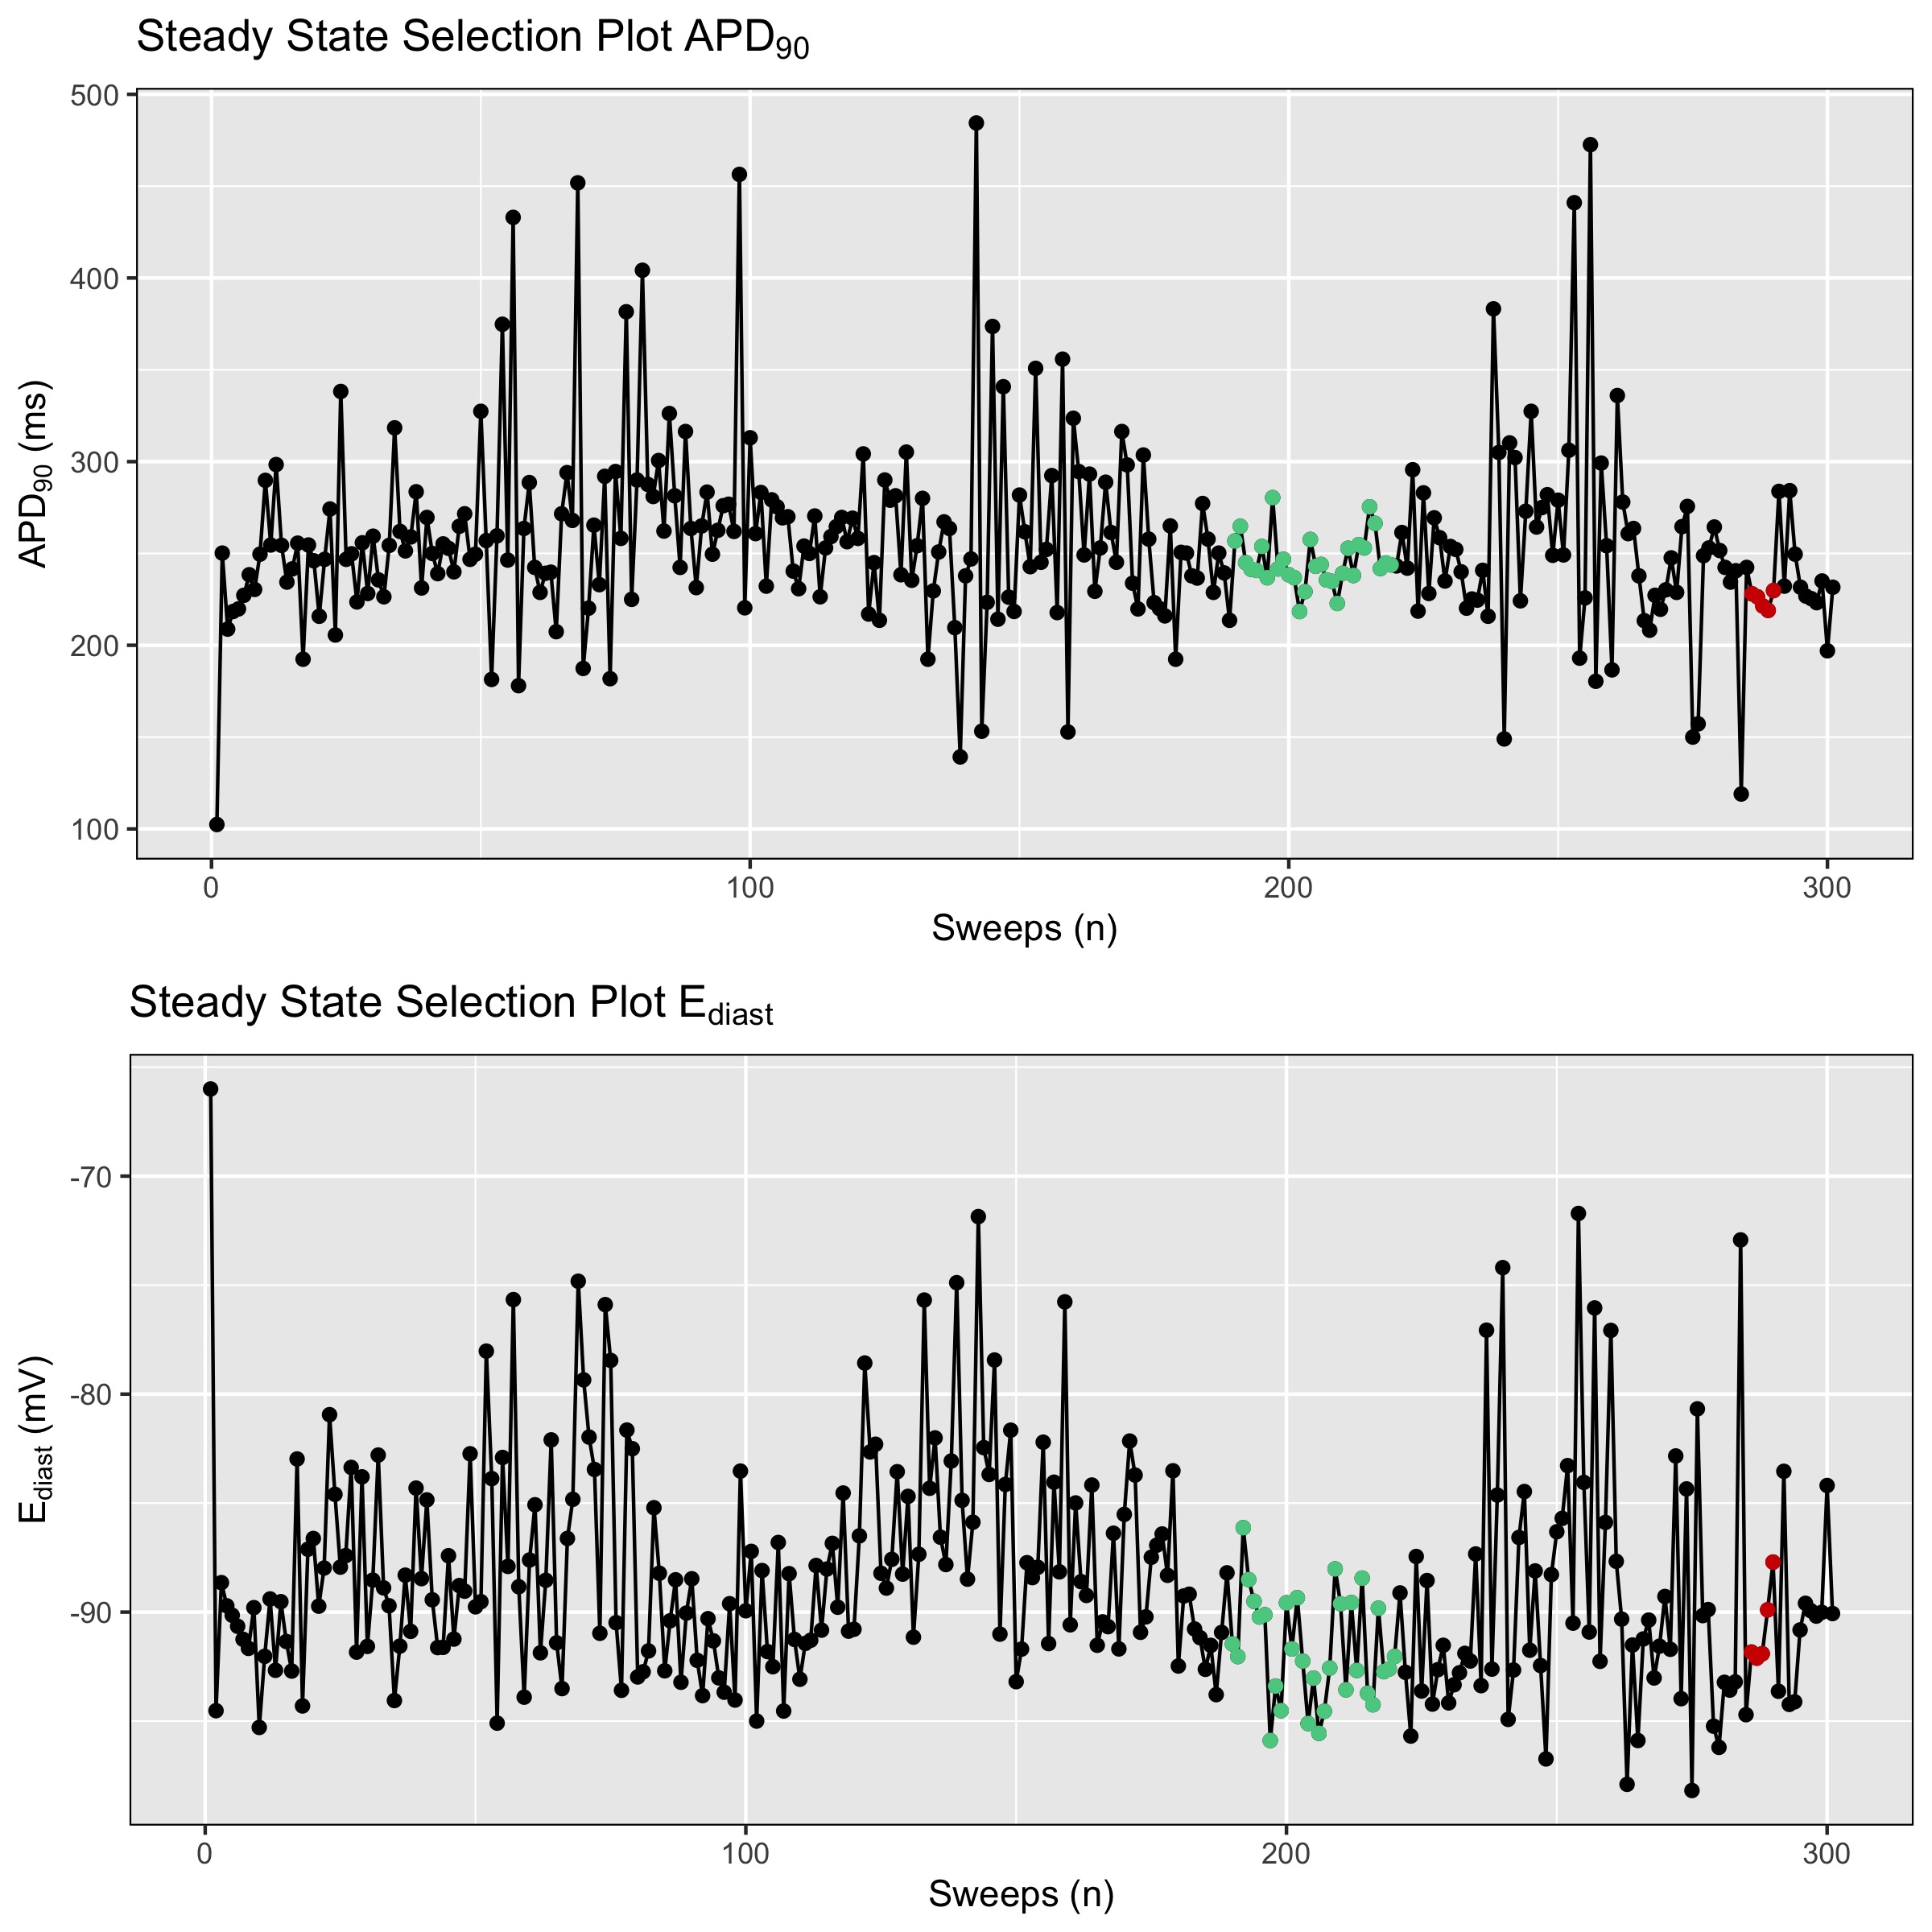 Steady State Selection Plot APD90
500
400
300
200
100
APD90 (ms)
0 100 200 300
Sweeps (n)
Steady State Selection Plot Ediast
-70
-80
-90
Ediast (mV)
0 100 200 300
Sweeps (n)